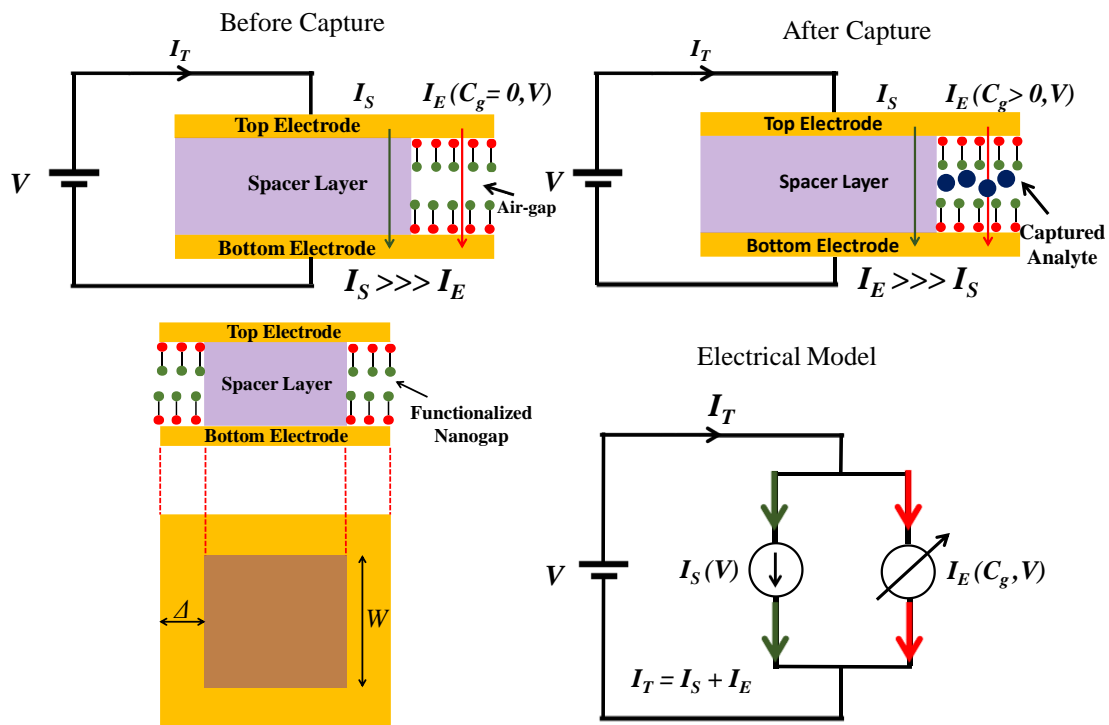 Before Capture
I_T
I_S
I_E(C_g = 0,V)
Top Electrode
Spacer Layer
Air-gap
V
Bottom Electrode
I_S >>> I_E
After Capture
I_T
I_S
I_E(C_g > 0,V)
Top Electrode
Spacer Layer
V
Bottom Electrode
Captured
Analyte
I_E >>> I_S
Top Electrode
Spacer Layer
Bottom Electrode
Functionalized
Nanogap
Δ
W
Electrical Model
I_T
V
I_S(V)
I_E(C_g,V)
I_T = I_S + I_E